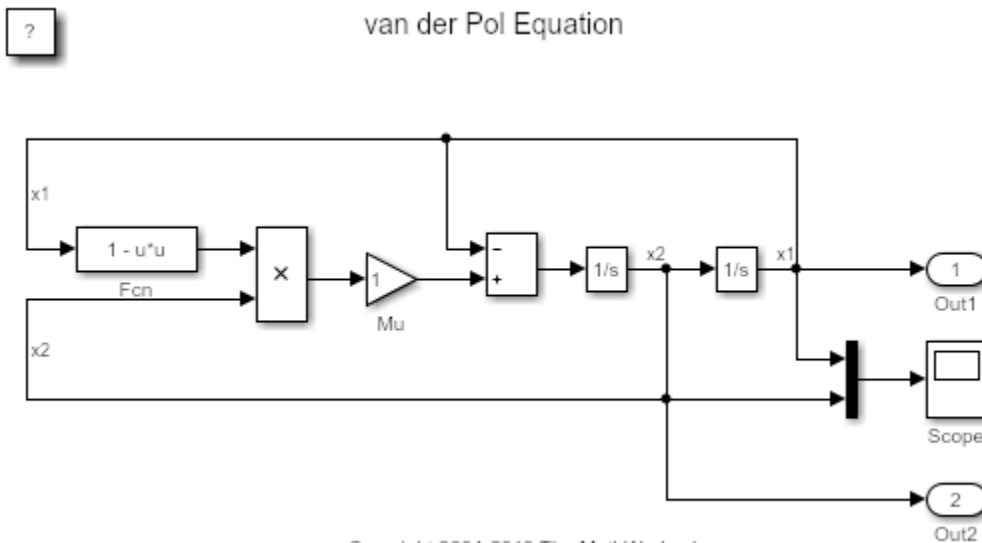 ?
van der Pol Equation
x1
1 - u*u
Fcn
×
1
Mu
−
+
1/s
x2
1/s
x1
1
Out1
x2
Scope
2
Out2